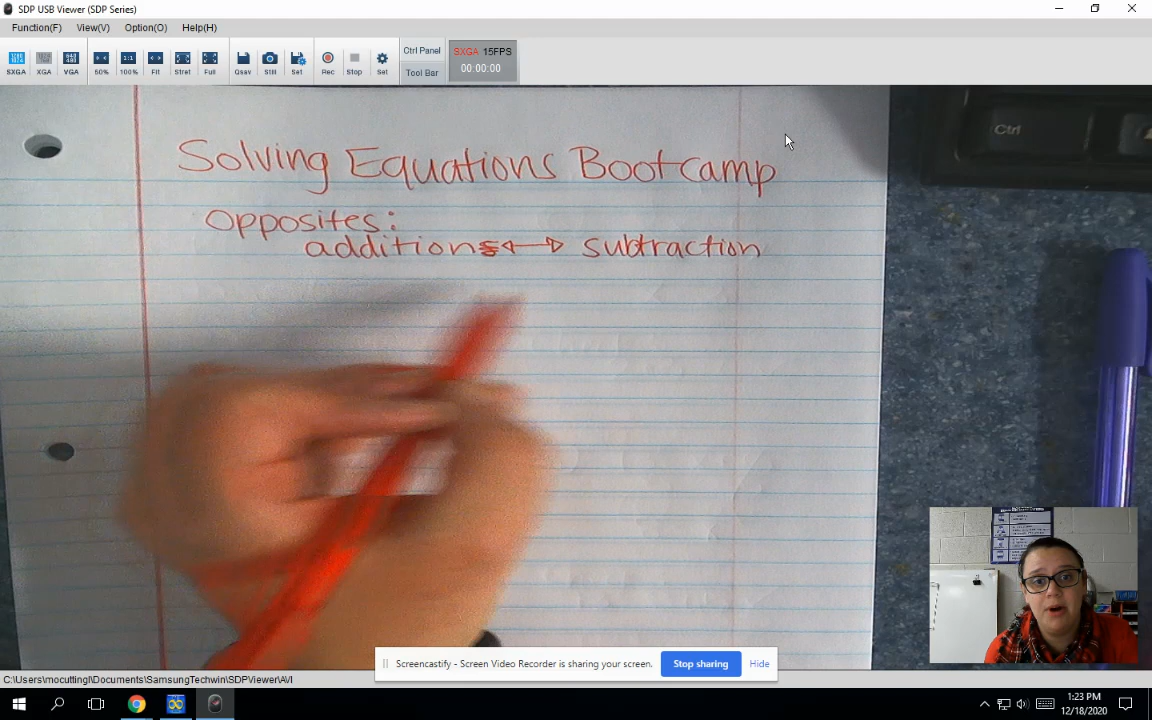 SDP USB Viewer (SDP Series)
Function(F) View(V) Option(O) Help(H)
SXGA XGA VGA 50% 100% Fit Stret Full Qsav Still Set Rec Stop Set Ctrl Panel Tool Bar SXGA 15FPS 00:00:00
Ctrl
Solving Equations Bootcamp
Opposites:
addition ↔ subtraction
Screencastify - Screen Video Recorder is sharing your screen. Stop sharing Hide
C:\Users\mocuttingl\Documents\SamsungTechwin\SDPViewer\AVI
1:23 PM
12/18/2020